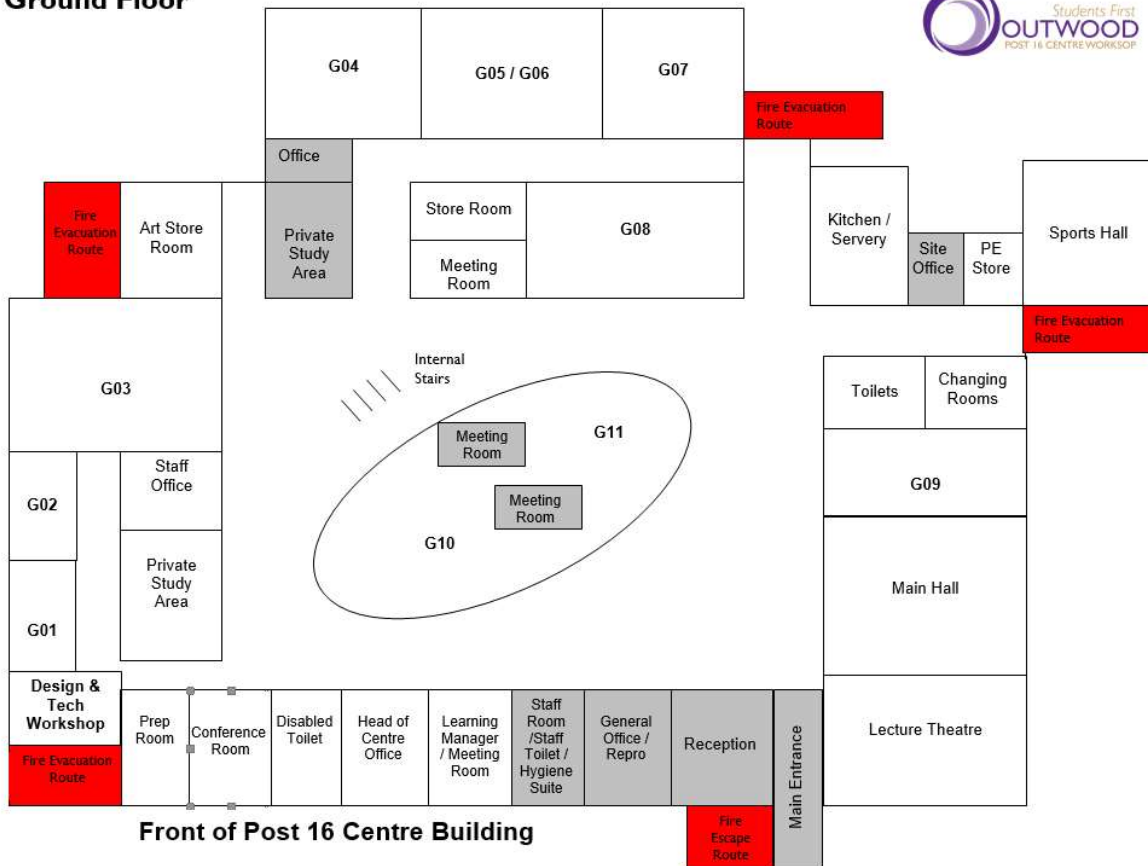 Ground Floor
Students First
OUTWOOD
POST 16 CENTRE WORKSOP
G04
G05 / G06
G07
Fire Evacuation
Route
Office
Fire
Evacuation
Route
Art Store
Room
Private
Study
Area
Store Room
Meeting
Room
G08
Kitchen /
Servery
Site
Office
PE
Store
Sports Hall
Fire Evacuation
Route
G03
Internal
Stairs
Toilets
Changing
Rooms
Meeting
Room
G11
Meeting
Room
G10
G09
Staff
Office
G02
Private
Study
Area
G01
Main Hall
Design &
Tech
Workshop
Fire Evacuation
Route
Prep
Room
Conference
Room
Disabled
Toilet
Head of
Centre
Office
Learning
Manager
/ Meeting
Room
Staff
Room
/Staff
Toilet /
Hygiene
Suite
General
Office /
Repro
Reception
Main Entrance
Lecture Theatre
Fire
Escape
Route
Front of Post 16 Centre Building